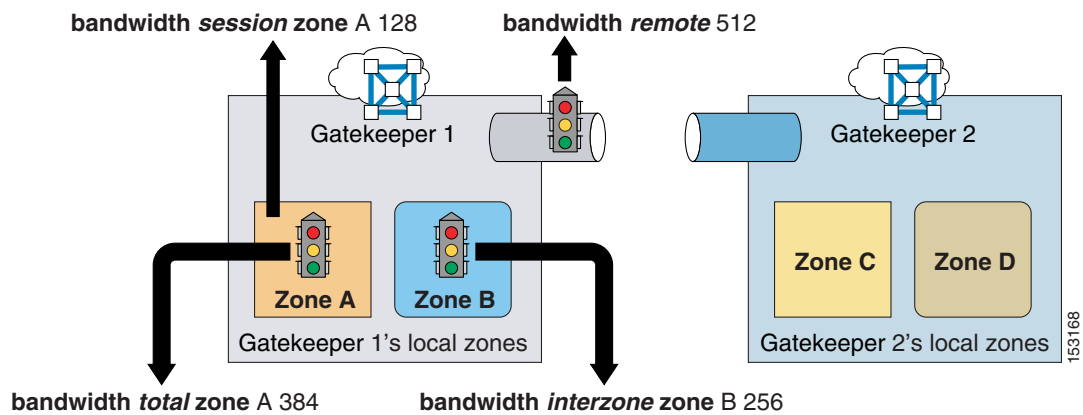 bandwidth session zone A 128
bandwidth remote 512
Gatekeeper 1
Gatekeeper 2
Zone A
Zone B
Zone C
Zone D
Gatekeeper 1's local zones
Gatekeeper 2's local zones
153168
bandwidth total zone A 384
bandwidth interzone zone B 256